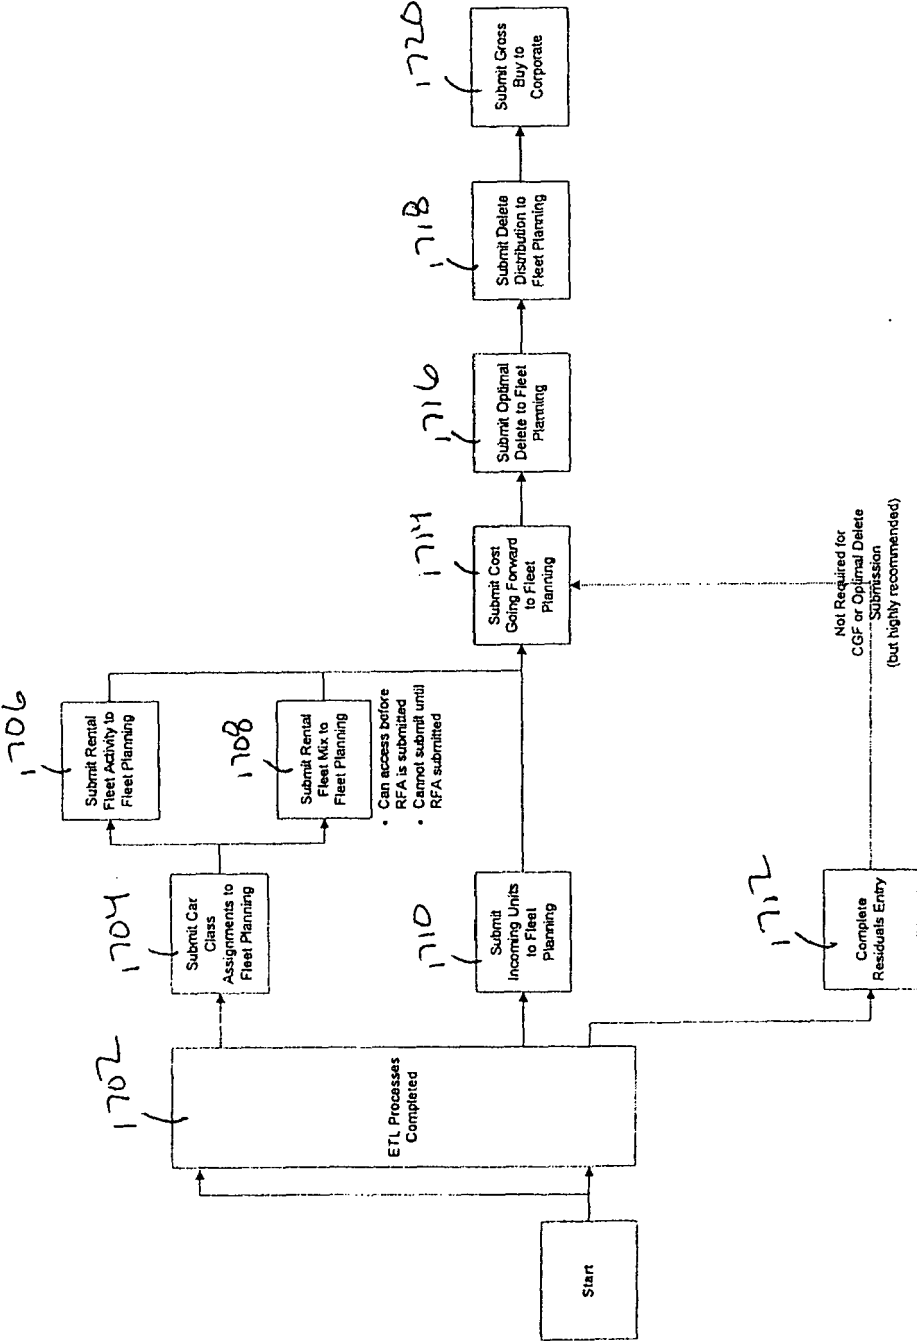 Start
1702
ETL Processes
Completed
1704
Submit Car
Class
Assignments to
Fleet Planning
1706
Submit Rental
Fleet Activity to
Fleet Planning
1708
Submit Rental
Fleet Mix to
Fleet Planning
• Can access before
RFA is submitted
• Cannot submit until
RFA submitted
1710
Submit
Incoming Units
to Fleet
Planning
1712
Complete
Residuals Entry
Not Required for
CGF or Optimal Delete
Submission
(but highly recommended)
1714
Submit Cost
Going Forward
to Fleet
Planning
1716
Submit Optimal
Delete to Fleet
Planning
1718
Submit Delete
Distribution to
Fleet Planning
1720
Submit Gross
Buy to
Corporate